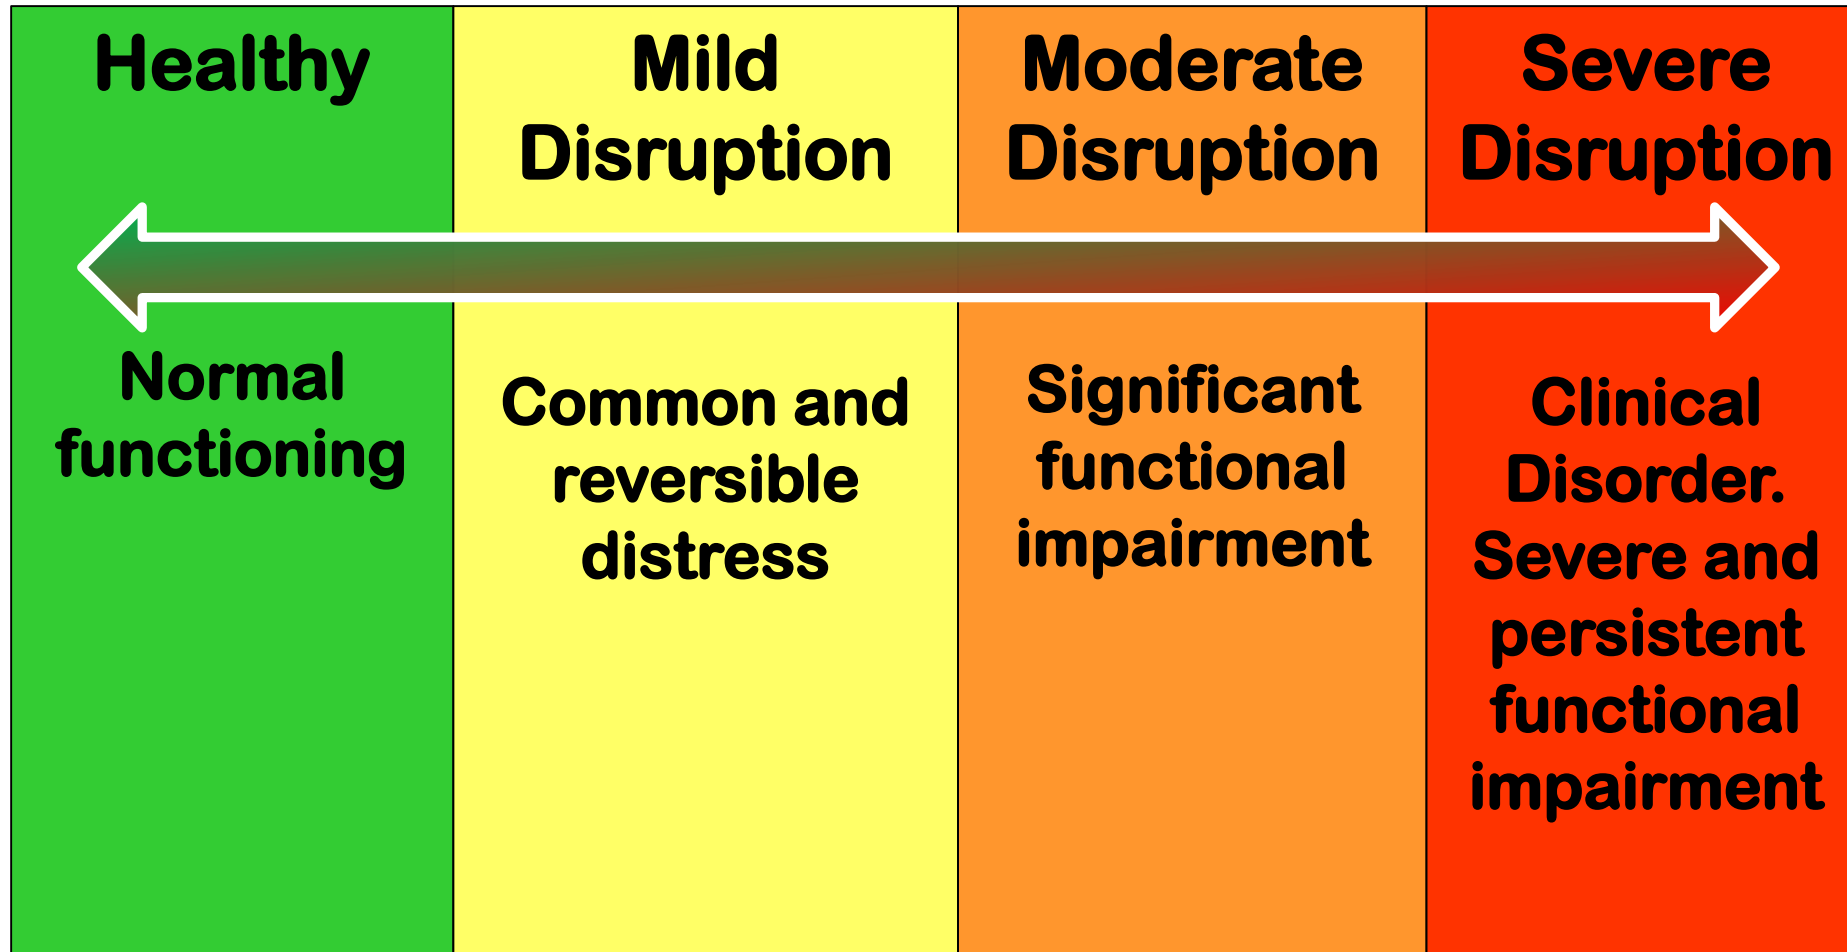 Healthy
Mild
Disruption
Moderate
Disruption
Severe
Disruption
Normal
functioning
Common and
reversible
distress
Significant
functional
impairment
Clinical
Disorder.
Severe and
persistent
functional
impairment